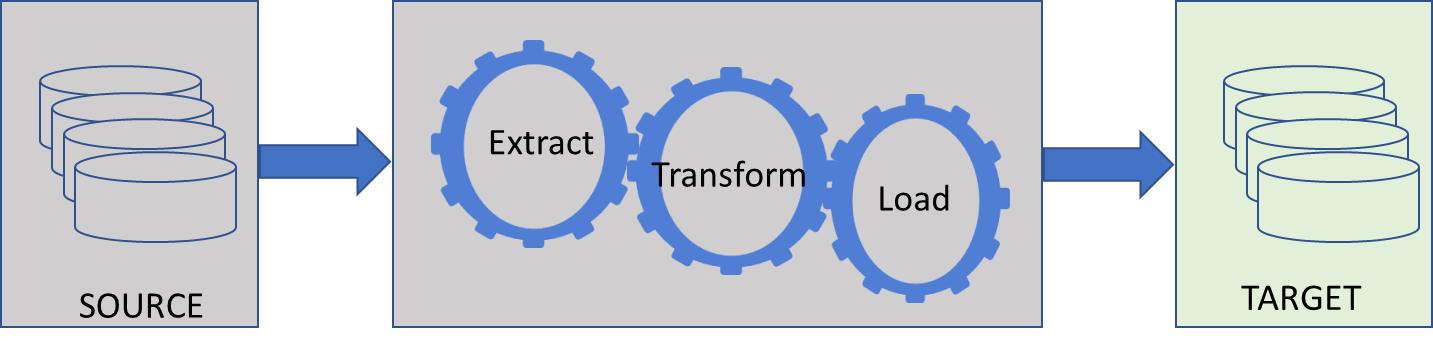 Extract
Transform
Load
SOURCE
TARGET